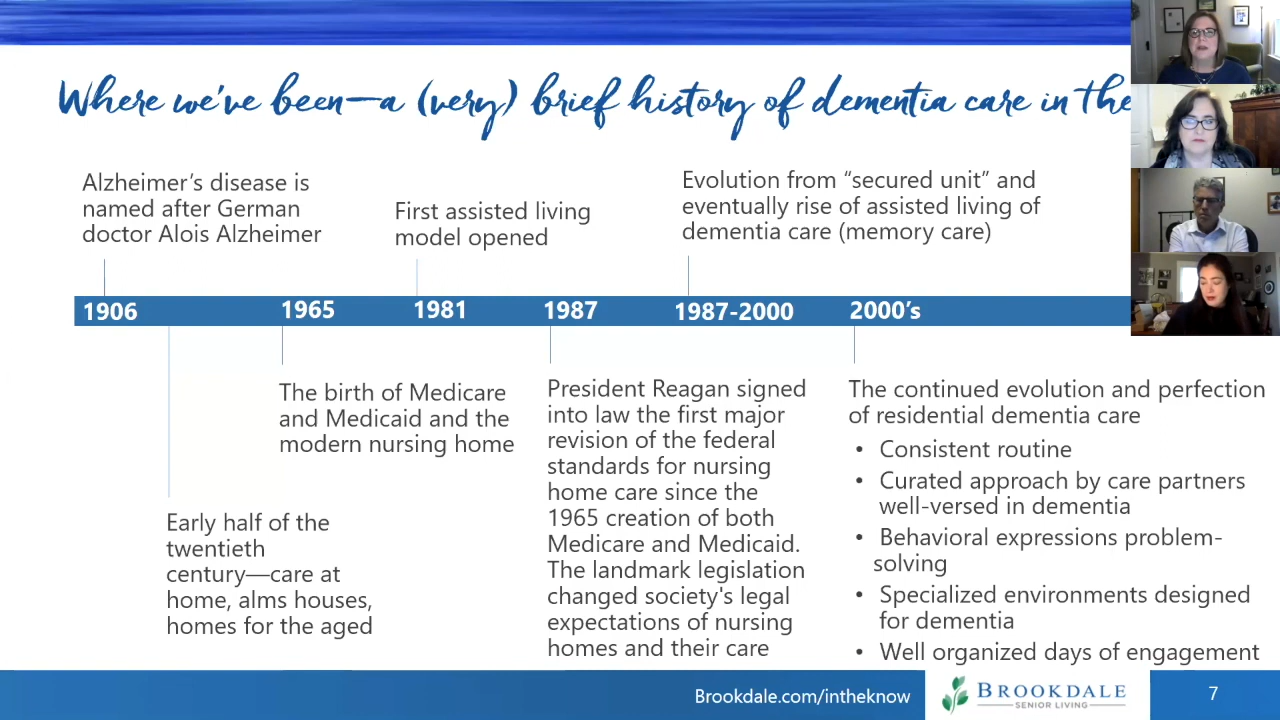 Where we've been—a (very) brief history of dementia care in the
Alzheimer’s disease is
named after German
doctor Alois Alzheimer
First assisted living
model opened
Evolution from “secured unit” and
eventually rise of assisted living of
dementia care (memory care)
1906
1965
1981
1987
1987-2000
2000’s
Early half of the
twentieth
century—care at
home, alms houses,
homes for the aged
The birth of Medicare
and Medicaid and the
modern nursing home
President Reagan signed
into law the first major
revision of the federal
standards for nursing
home care since the
1965 creation of both
Medicare and Medicaid.
The landmark legislation
changed society's legal
expectations of nursing
homes and their care
The continued evolution and perfection
of residential dementia care
• Consistent routine
• Curated approach by care partners
well-versed in dementia
• Behavioral expressions problem-
solving
• Specialized environments designed
for dementia
• Well organized days of engagement
Brookdale.com/intheknow
BROOKDALE
SENIOR LIVING
7